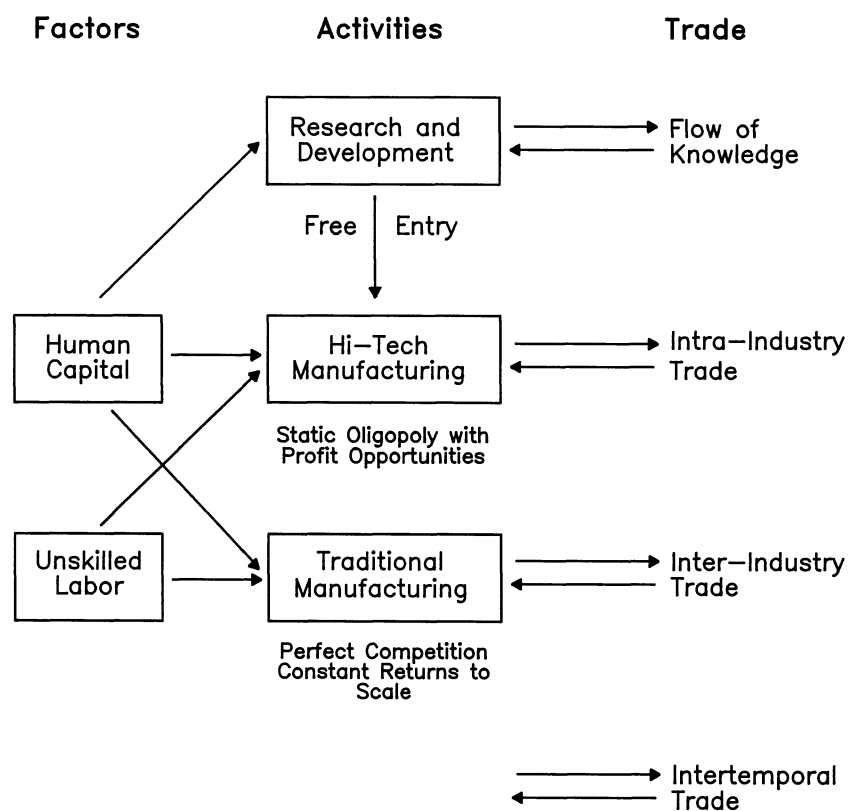 Factors
Activities
Trade
Research and
Development
Flow of
Knowledge
Free
Entry
Human
Capital
Hi-Tech
Manufacturing
Intra-Industry
Trade
Static Oligopoly with
Profit Opportunities
Unskilled
Labor
Traditional
Manufacturing
Inter-Industry
Trade
Perfect Competition
Constant Returns to
Scale
Intertemporal
Trade